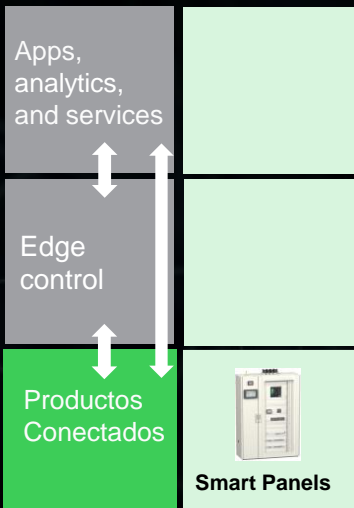 Apps,
analytics,
and services
Edge
control
Productos
Conectados
Smart Panels